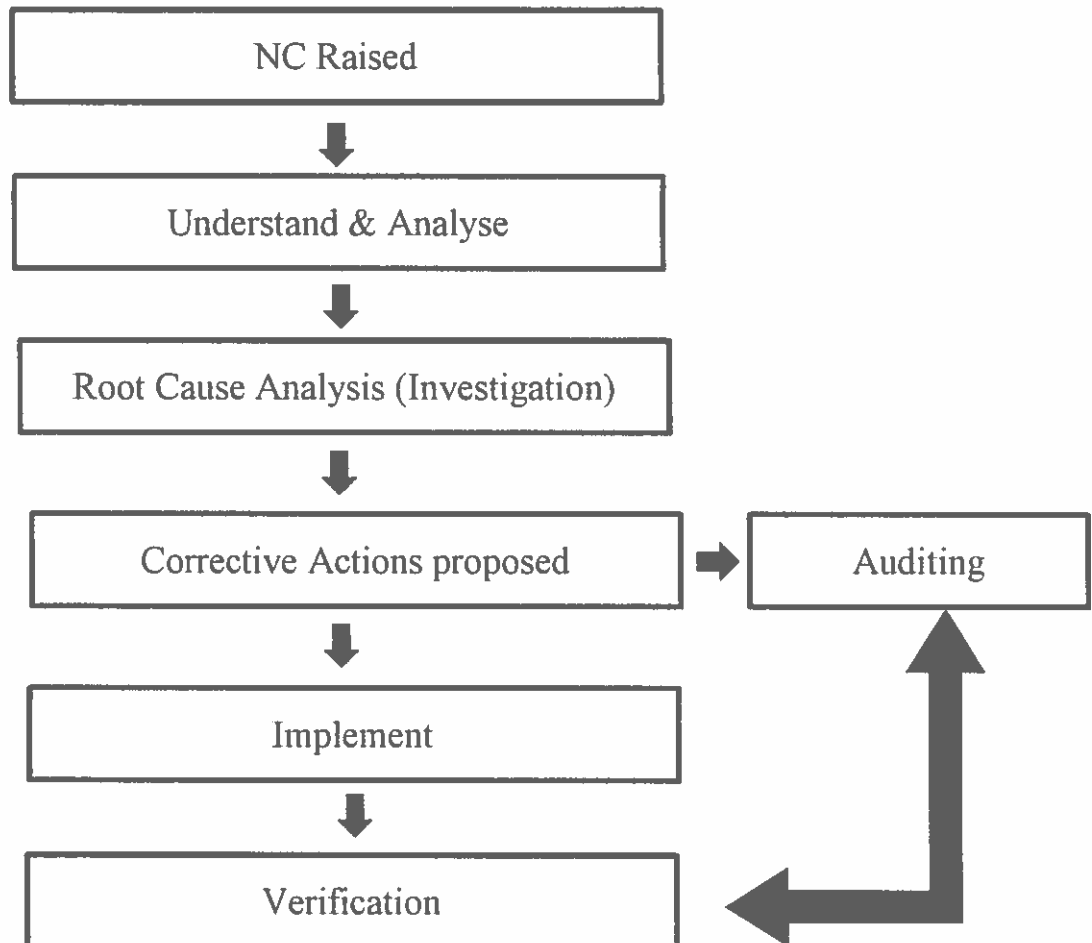 NC Raised
Understand & Analyse
Root Cause Analysis (Investigation)
Corrective Actions proposed
Auditing
Implement
Verification